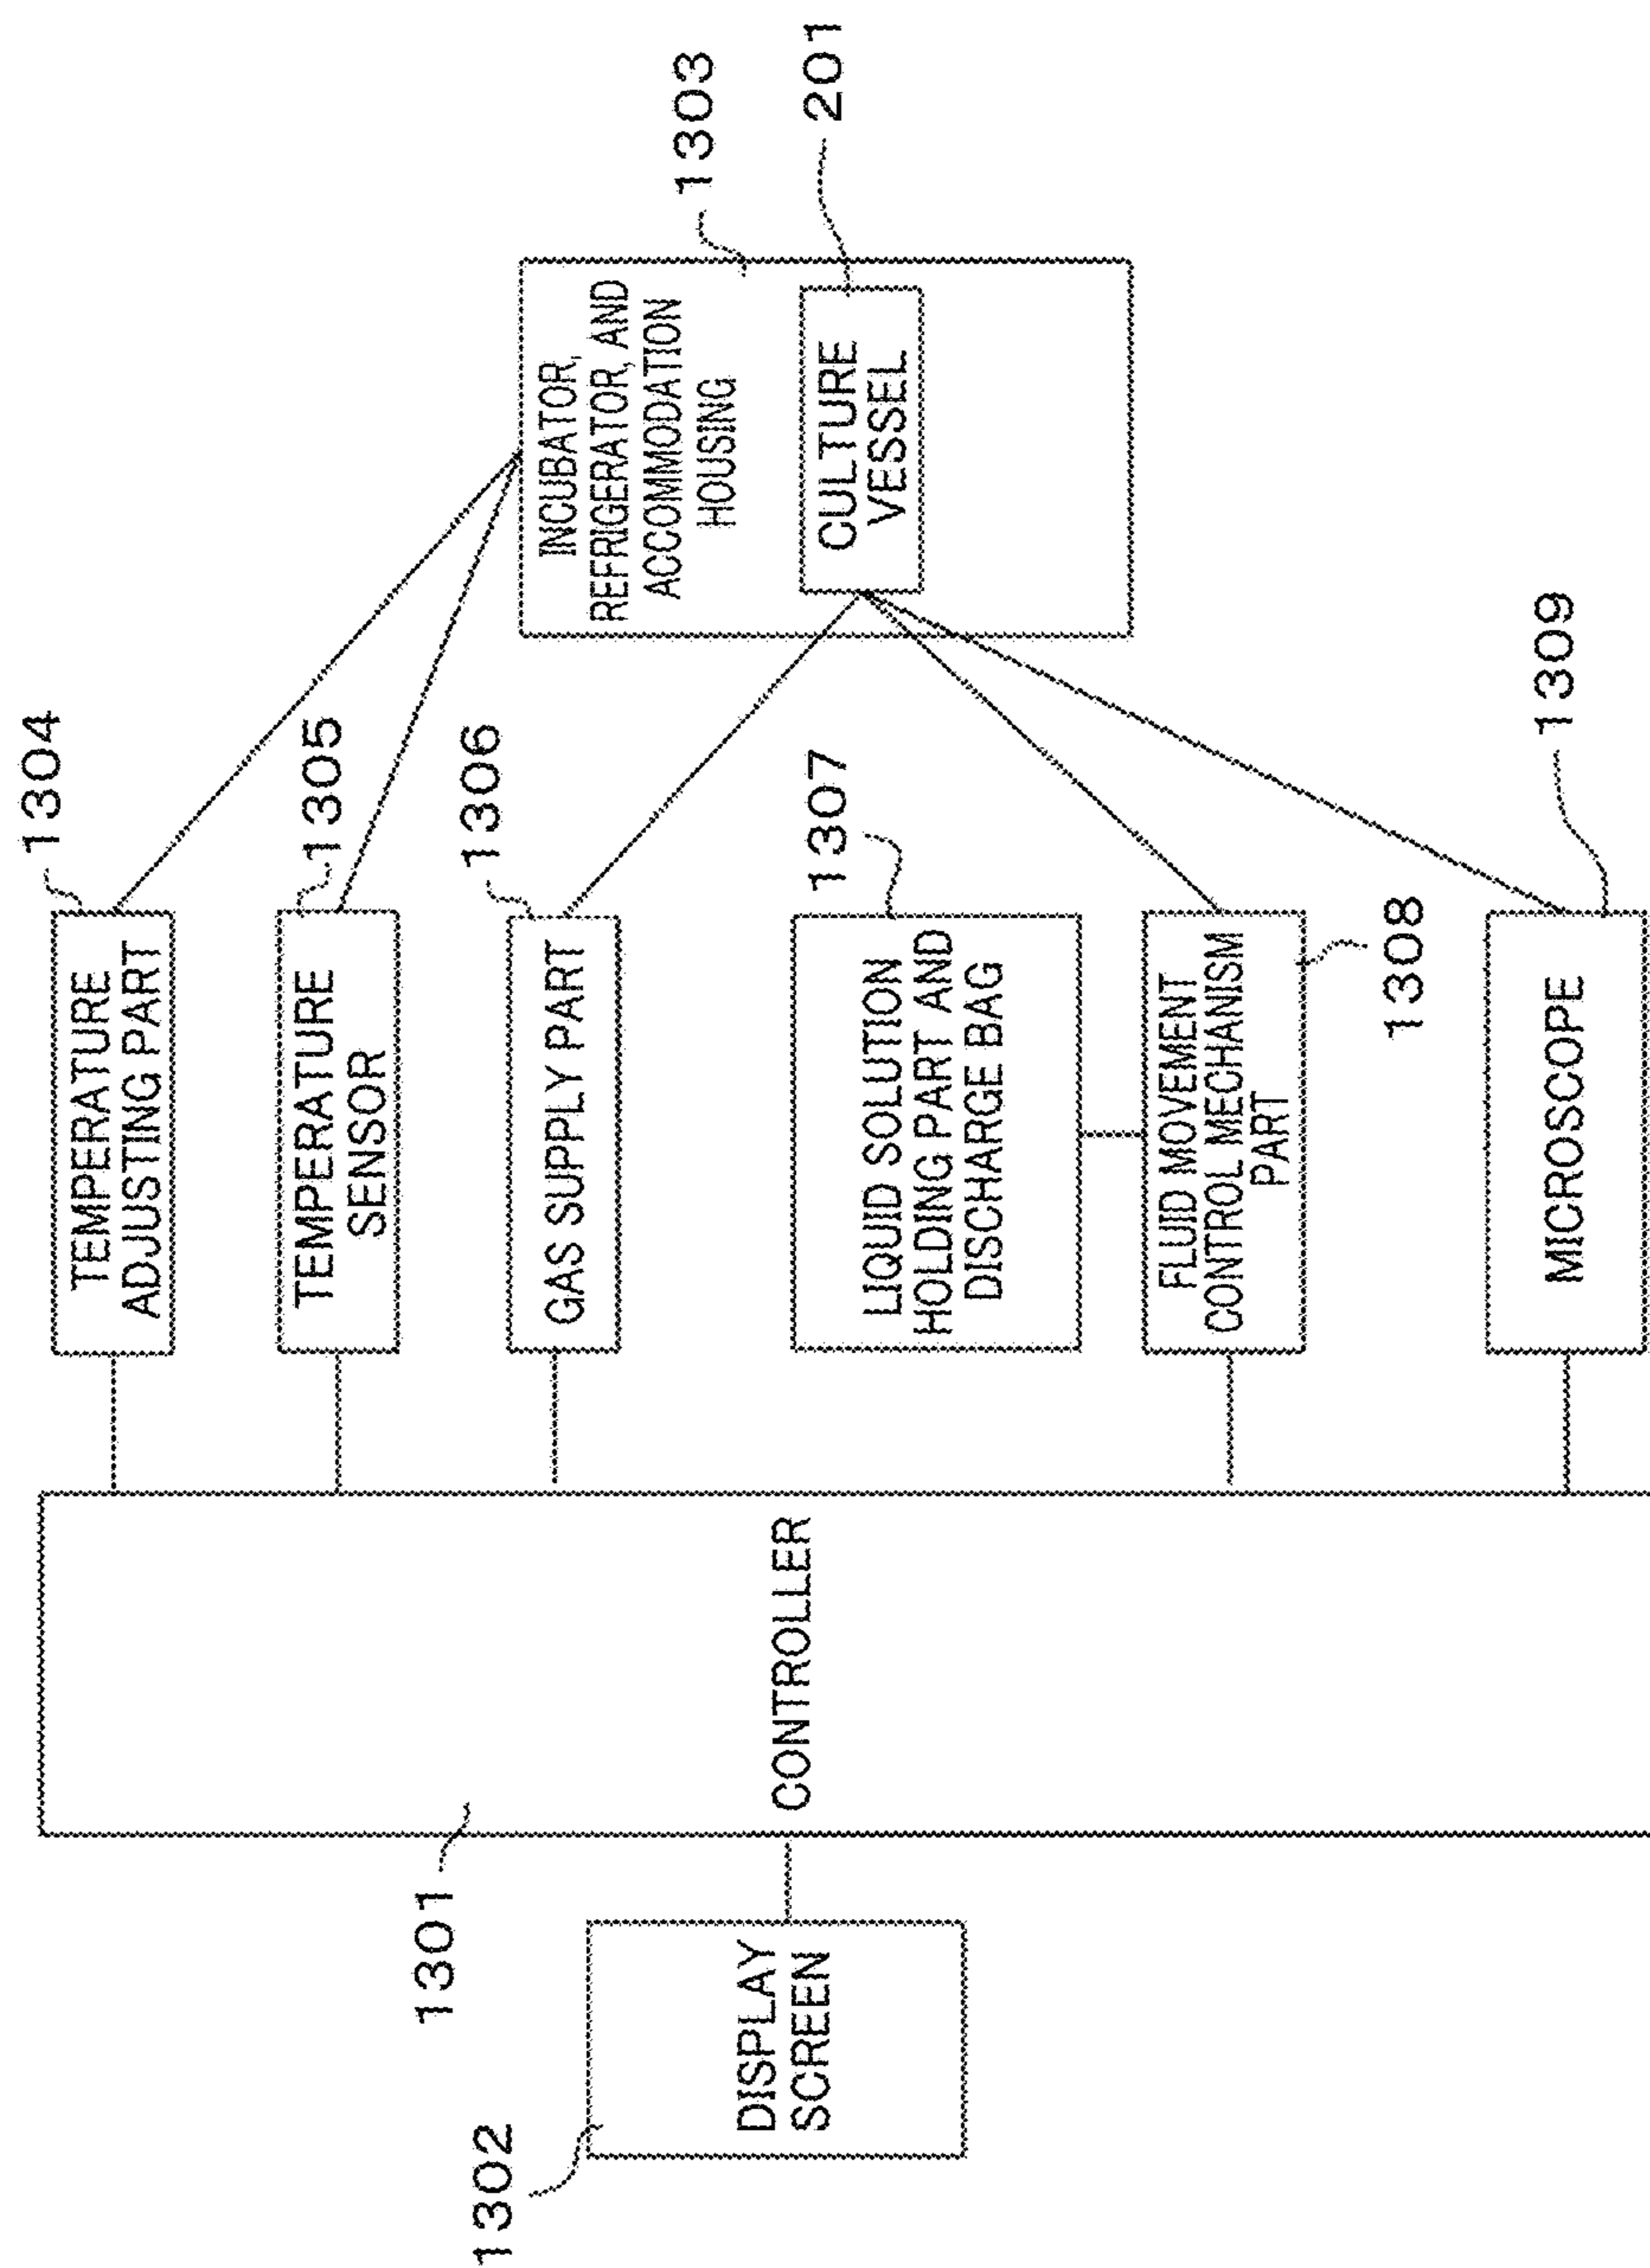 1304
TEMPERATURE
ADJUSTING PART
1305
TEMPERATURE
SENSOR
1306
GAS SUPPLY PART
1303
INCUBATOR,
REFRIGERATOR, AND
ACCOMMODATION
HOUSING
201
CULTURE
VESSEL
1301
CONTROLLER
1302
DISPLAY
SCREEN
1307
LIQUID SOLUTION
HOLDING PART AND
DISCHARGE BAG
FLUID MOVEMENT
CONTROL MECHANISM
PART
1308
MICROSCOPE
1309